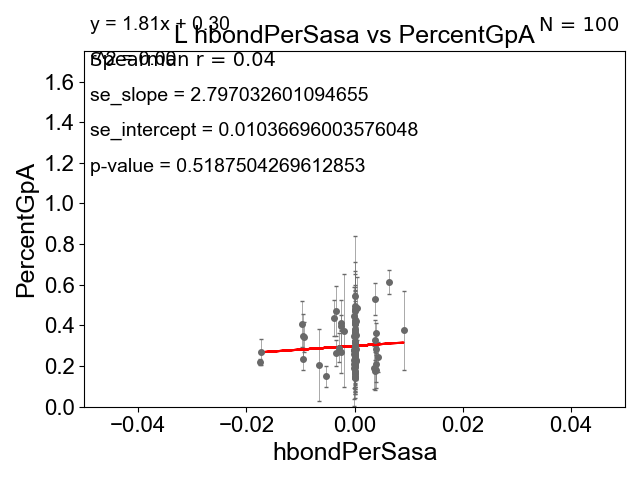 y = 1.81x + 0.30
N = 100
L hbondPerSasa vs PercentGpA
Spearman r = 0.04
se_slope = 2.797032601094655
se_intercept = 0.01036696003576048
p-value = 0.5187504269612853
PercentGpA
1.6
1.4
1.2
1.0
0.8
0.6
0.4
0.2
0.0
−0.04 −0.02 0.00 0.02 0.04
hbondPerSasa